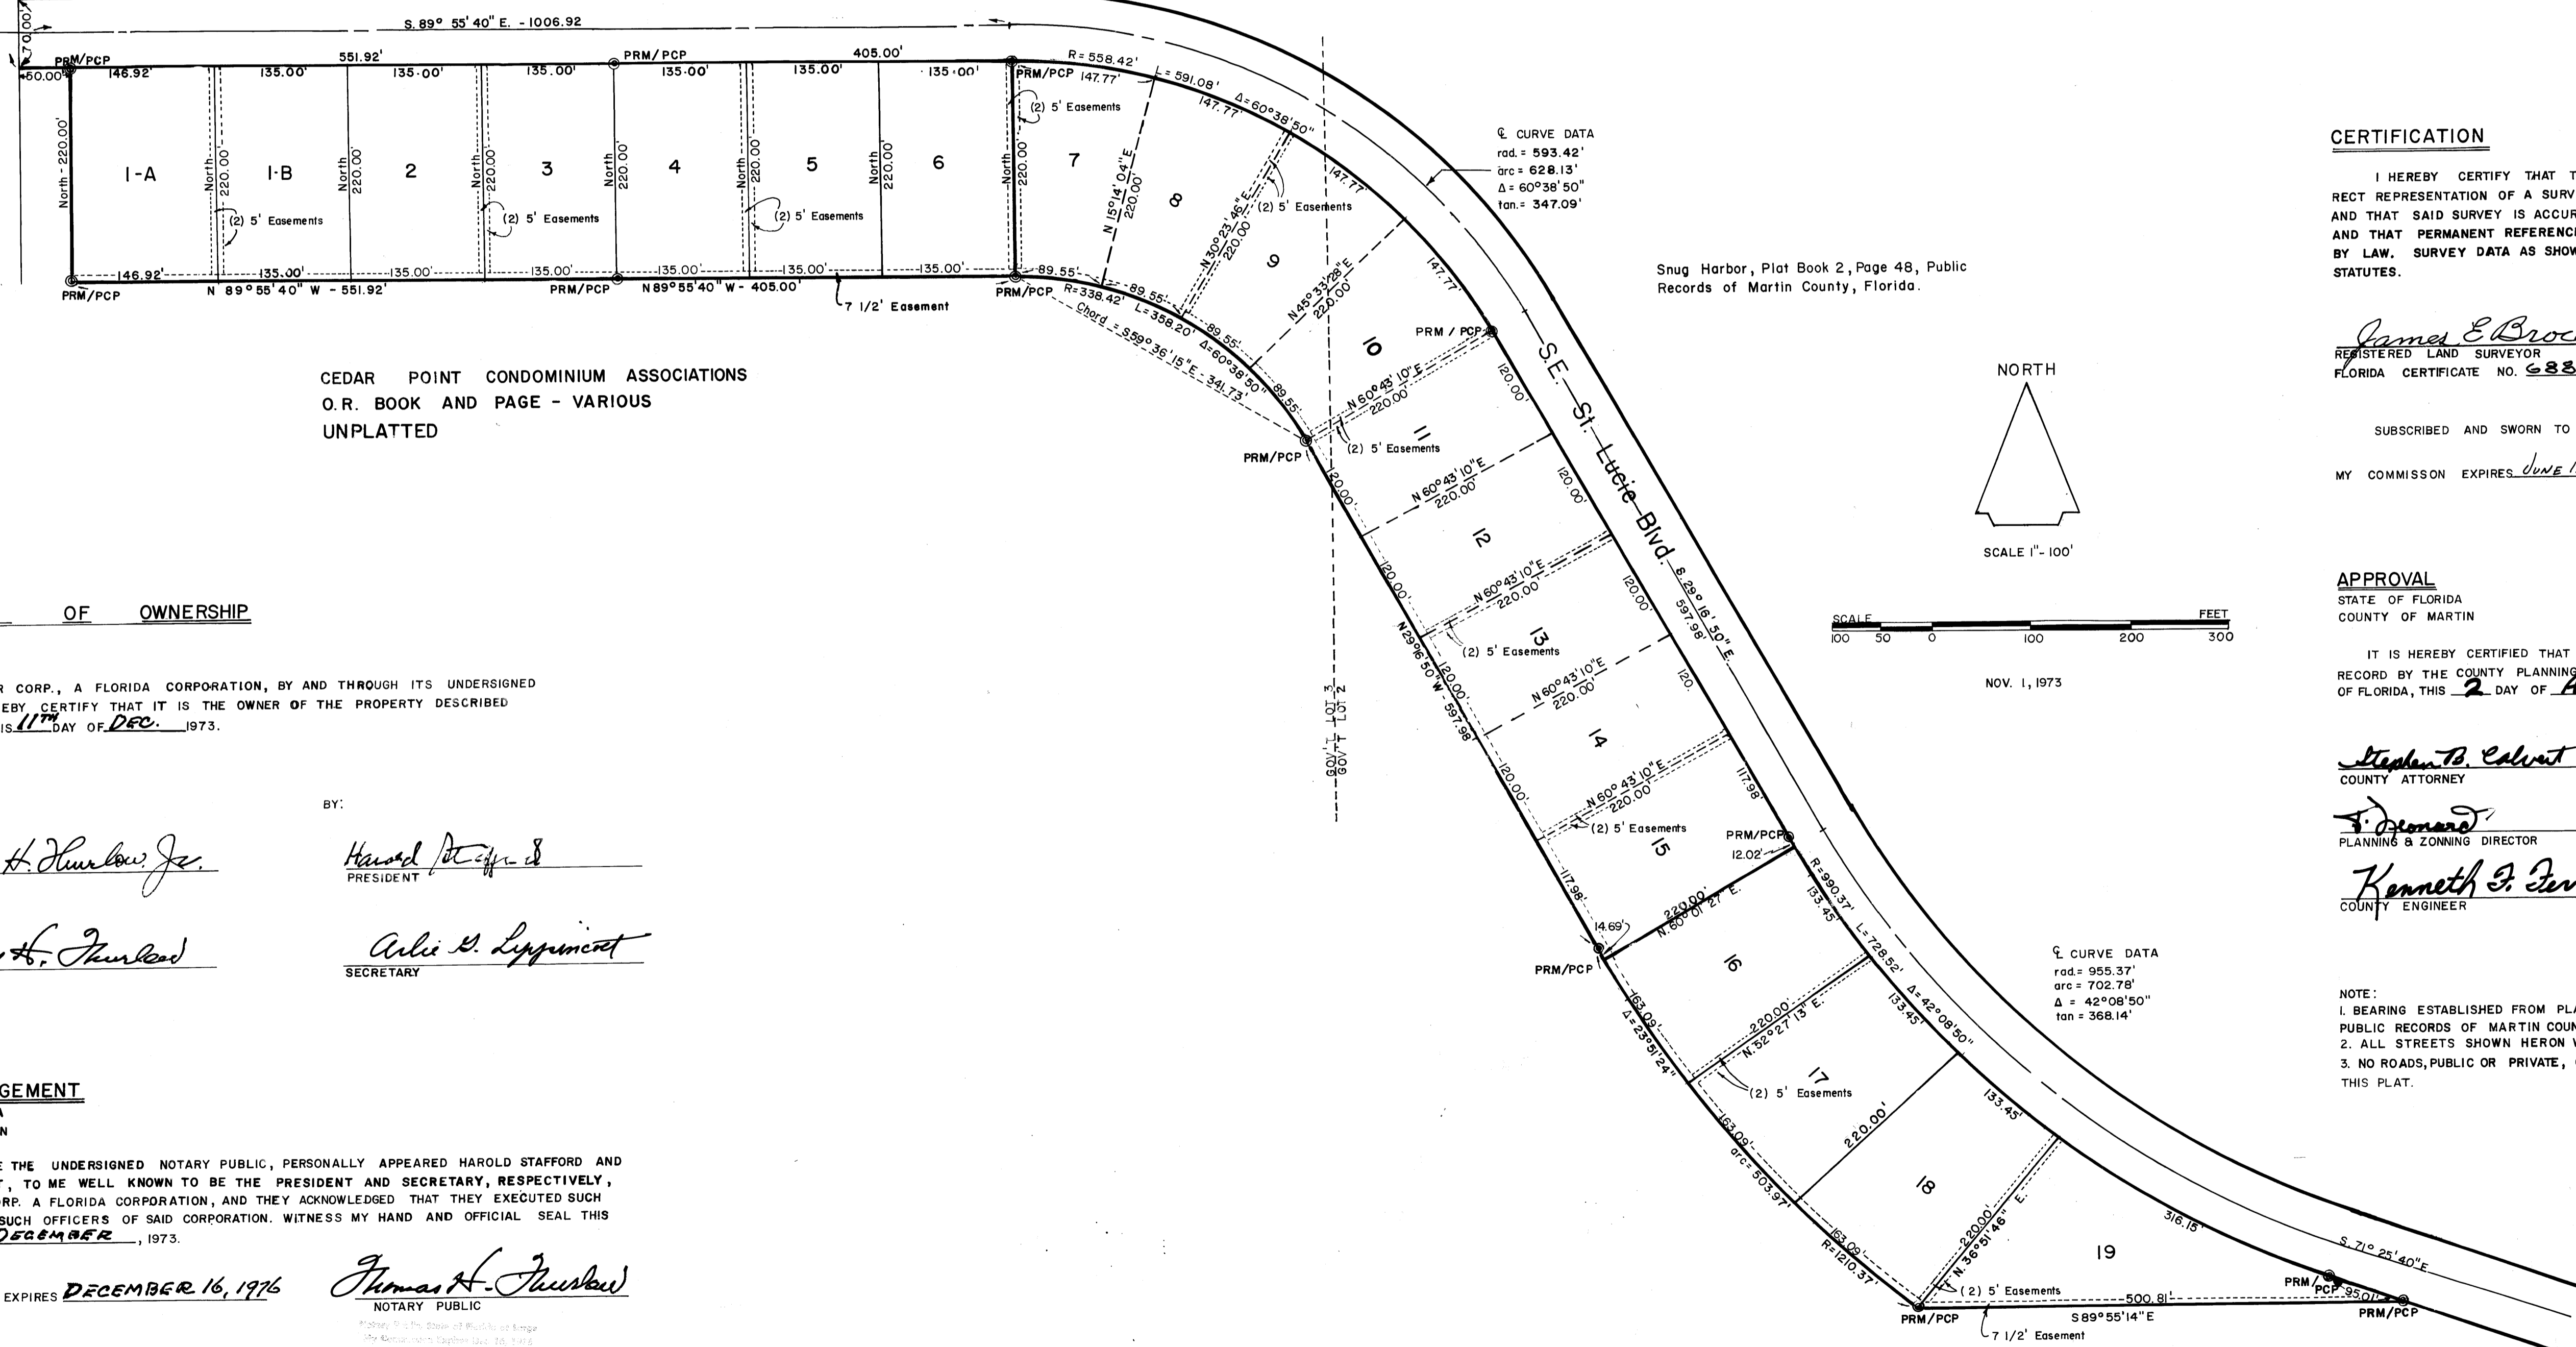 70.00'
S. 89° 55' 40" E. - 1006.92
PRM/PCP
50.00'
551.92'
PRM/PCP
405.00'
146.92'
135.00'
135.00'
135.00'
135.00'
135.00'
135.00'
PRM/PCP
147.77'
R = 558.42'
L = 591.08'
Δ = 60° 38' 50"
147.77'
147.77'
147.77'
North - 220.00'
1-A
North 220.00'
1-B
North 220.00'
2
North 220.00'
3
North 220.00'
4
North 220.00'
5
North 220.00'
6
North 220.00'
7
N 15° 14' 04" E
220.00'
8
N 30° 23' 46" E
220.00'
9
N 45° 33' 28" E
220.00'
10
(2) 5' Easements
(2) 5' Easements
(2) 5' Easements
(2) 5' Easements
(2) 5' Easements
146.92'
135.00'
135.00'
135.00'
135.00'
135.00'
135.00'
PRM/PCP
N 89° 55' 40" W - 551.92'
PRM/PCP
N 89° 55' 40" W - 405.00'
7 1/2' Easement
PRM/PCP
89.55'
89.55'
89.55'
89.55'
R = 338.42'
L = 358.20'
Δ = 60° 38' 50"
Chord = S 59° 36' 15" E - 341.73'
PRM/PCP
℄ CURVE DATA
rad. = 593.42'
arc = 628.13'
Δ = 60° 38' 50"
tan. = 347.09'
Snug Harbor, Plat Book 2, Page 48, Public
Records of Martin County, Florida.
CEDAR POINT CONDOMINIUM ASSOCIATIONS
O.R. BOOK AND PAGE - VARIOUS
UNPLATTED
PRM / PCP
N 60° 43' 10" E
220.00'
11
(2) 5' Easements
N 60° 43' 10" E
220.00'
12
N 60° 43' 10" E
220.00'
13
(2) 5' Easements
N 60° 43' 10" E
220.00'
14
N 60° 43' 10" E
220.00'
(2) 5' Easements
15
120.00'
120.00'
120.00'
120.
117.98'
120.00'
120.00'
120.00'
120.00'
117.98'
N 29° 16' 50" W - 597.98'
S.E. St. Lucie Blvd.
S. 29° 16' 50" E.
597.98'
GOV'T LOT 3
GOV'T LOT 2
PRM/PCP
12.02'
220.00'
N. 60° 01' 27" E.
14.69'
PRM/PCP
16
220.00'
N. 52° 27' 13" E.
(2) 5' Easements
17
220.00'
18
220.00'
N. 36° 51' 46" E.
(2) 5' Easements
19
R = 990.37'
133.45'
L = 728.52'
133.45'
Δ = 42° 08' 50"
133.45'
316.15'
163.09'
Δ = 23° 51' 24"
163.09'
arc = 503.97'
163.09'
R = 1210.37'
S. 71° 25' 40" E
PRM/
PCP
95.01'
PRM/PCP
500.81'
S 89° 55' 14" E
PRM/PCP
7 1/2' Easement
℄ CURVE DATA
rad. = 955.37'
arc = 702.78'
Δ = 42° 08' 50"
tan = 368.14'
NORTH
SCALE 1" - 100'
SCALE
FEET
100 50 0 100 200 300
NOV. 1, 1973
OF OWNERSHIP
R CORP., A FLORIDA CORPORATION, BY AND THROUGH ITS UNDERSIGNED
EBY CERTIFY THAT IT IS THE OWNER OF THE PROPERTY DESCRIBED
IS 11TH DAY OF DEC. 1973.
BY:
H. Thurlow, Jr.
Harold Stafford
PRESIDENT
H. Thurlow
Arlie G. Lippincott
SECRETARY
GEMENT
A
N
E THE UNDERSIGNED NOTARY PUBLIC, PERSONALLY APPEARED HAROLD STAFFORD AND
T, TO ME WELL KNOWN TO BE THE PRESIDENT AND SECRETARY, RESPECTIVELY,
RP. A FLORIDA CORPORATION, AND THEY ACKNOWLEDGED THAT THEY EXECUTED SUCH
SUCH OFFICERS OF SAID CORPORATION. WITNESS MY HAND AND OFFICIAL SEAL THIS
DECEMBER, 1973.
EXPIRES DECEMBER 16, 1976
Thomas H. Thurlow
NOTARY PUBLIC
CERTIFICATION
I HEREBY CERTIFY THAT T
RECT REPRESENTATION OF A SURV
AND THAT SAID SURVEY IS ACCUR
AND THAT PERMANENT REFERENC
BY LAW. SURVEY DATA AS SHOW
STATUTES.
James E Broc
REGISTERED LAND SURVEYOR
FLORIDA CERTIFICATE NO. 688
SUBSCRIBED AND SWORN TO
MY COMMISSON EXPIRES JUNE 1
APPROVAL
STATE OF FLORIDA
COUNTY OF MARTIN
IT IS HEREBY CERTIFIED THAT
RECORD BY THE COUNTY PLANNING
OF FLORIDA, THIS 2 DAY OF A
Stephen B. Calvert
COUNTY ATTORNEY
Leonard
PLANNING & ZONNING DIRECTOR
Kenneth F. Fer
COUNTY ENGINEER
NOTE:
1. BEARING ESTABLISHED FROM PLA
PUBLIC RECORDS OF MARTIN COUN
2. ALL STREETS SHOWN HERON W
3. NO ROADS, PUBLIC OR PRIVATE,
THIS PLAT.